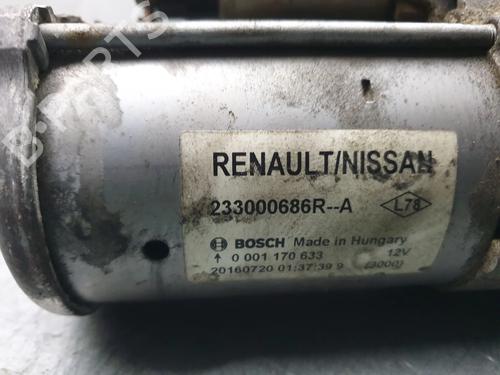 RENAULT/NISSAN
233000686R--A L78
BOSCH Made in Hungary
0 001 170 633 12V
20160720 01:37:39 9 (3000)
B-PARTS